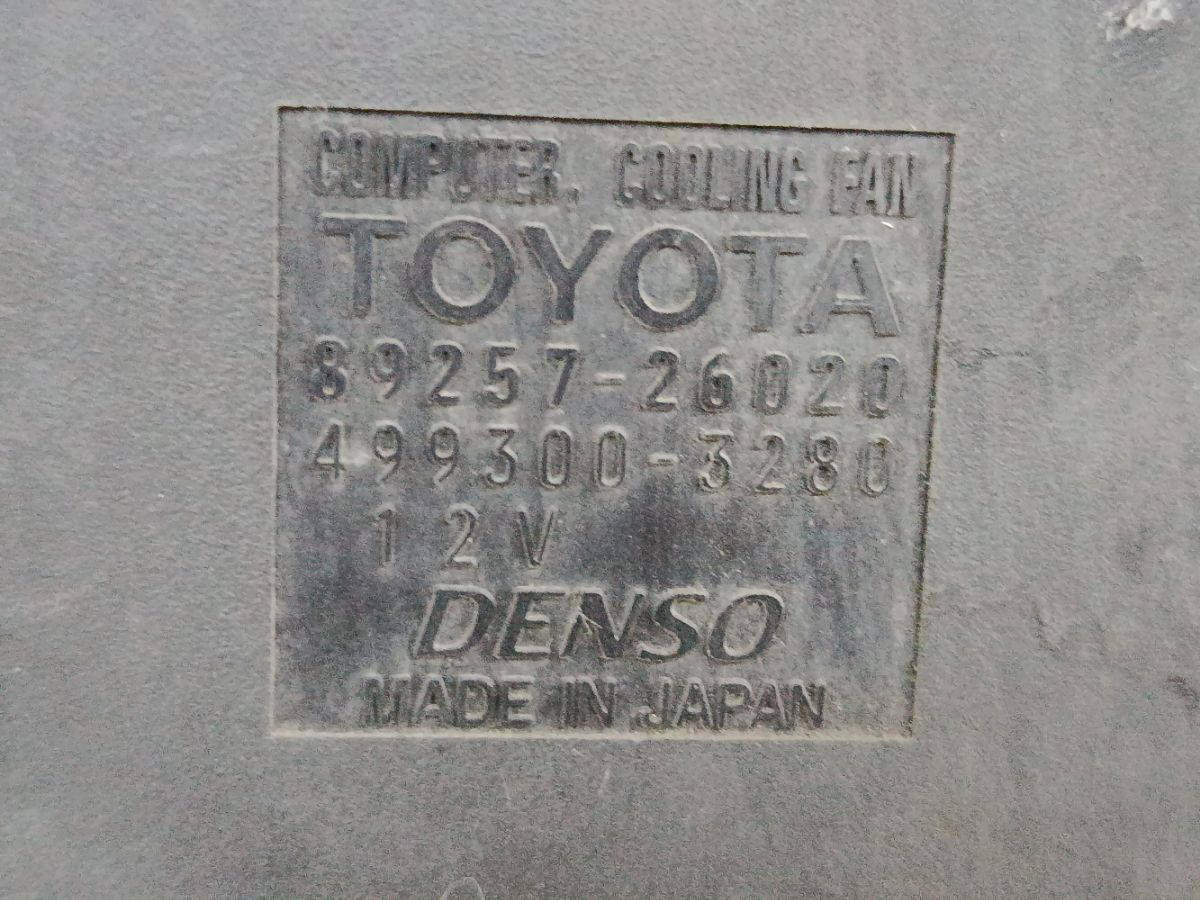 COMPUTER, COOLING FAN
TOYOTA
89257-26020
499300-3280
12V
DENSO
MADE IN JAPAN